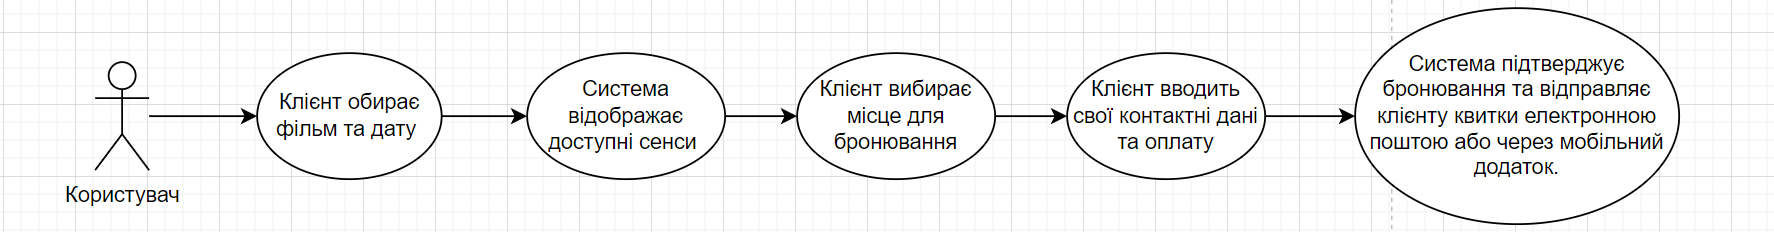 Користувач
Клієнт обирає
фільм та дату
Система
відображає
доступні сенси
Клієнт вибирає
місце для
бронювання
Клієнт вводить
свої контактні дані
та оплату
Система підтверджує
бронювання та відправляє
клієнту квитки електронною
поштою або через мобільний
додаток.